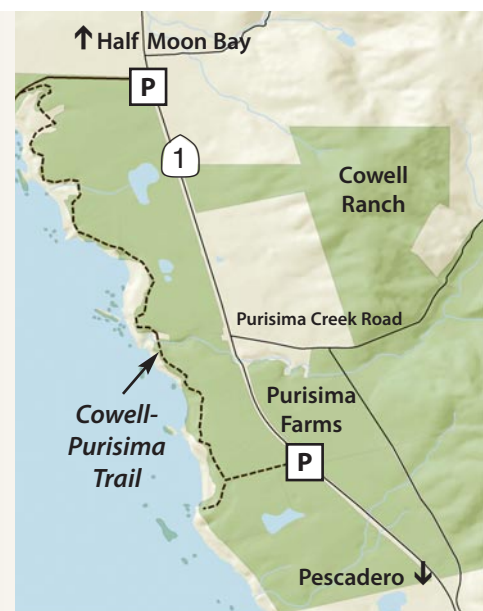 ↑ Half Moon Bay
P
1
Cowell
Ranch
Purisima Creek Road
Cowell-
Purisima
Trail
Purisima
Farms
P
Pescadero ↓